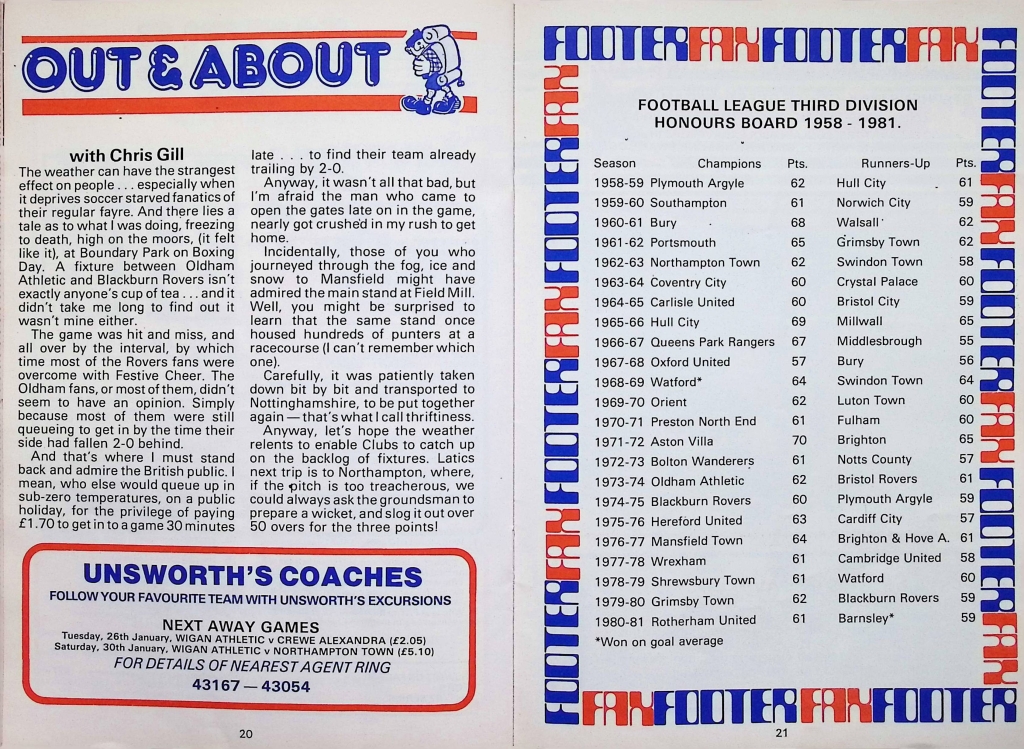 OUT & ABOUT
with Chris Gill
The weather can have the strangest
effect on people . . . especially when
it deprives soccer starved fanatics of
their regular fayre. And there lies a
tale as to what I was doing, freezing
to death, high on the moors, (it felt
like it), at Boundary Park on Boxing
Day. A fixture between Oldham
Athletic and Blackburn Rovers isn't
exactly anyone's cup of tea . . . and it
didn't take me long to find out it
wasn't mine either.
The game was hit and miss, and
all over by the interval, by which
time most of the Rovers fans were
overcome with Festive Cheer. The
Oldham fans, or most of them, didn't
seem to have an opinion. Simply
because most of them were still
queueing to get in by the time their
side had fallen 2-0 behind.
And that's where I must stand
back and admire the British public. I
mean, who else would queue up in
sub-zero temperatures, on a public
holiday, for the privilege of paying
£1.70 to get in to a game 30 minutes
late . . . to find their team already
trailing by 2-0.
Anyway, it wasn't all that bad, but
I'm afraid the man who came to
open the gates late on in the game,
nearly got crushed in my rush to get
home.
Incidentally, those of you who
journeyed through the fog, ice and
snow to Mansfield might have
admired the main stand at Field Mill.
Well, you might be surprised to
learn that the same stand once
housed hundreds of punters at a
racecourse (I can't remember which
one).
Carefully, it was patiently taken
down bit by bit and transported to
Nottinghamshire, to be put together
again — that's what I call thriftiness.
Anyway, let's hope the weather
relents to enable Clubs to catch up
on the backlog of fixtures. Latics
next trip is to Northampton, where,
if the pitch is too treacherous, we
could always ask the groundsman to
prepare a wicket, and slog it out over
50 overs for the three points!
UNSWORTH'S COACHES
FOLLOW YOUR FAVOURITE TEAM WITH UNSWORTH'S EXCURSIONS
NEXT AWAY GAMES
Tuesday, 26th January, WIGAN ATHLETIC v CREWE ALEXANDRA (£2.05)
Saturday, 30th January, WIGAN ATHLETIC v NORTHAMPTON TOWN (£5.10)
FOR DETAILS OF NEAREST AGENT RING
43167 — 43054
20
FOOTER FAX FOOTER FAX
FOOTER FAX FOOTER FAX FOOTER FAX
FOOTER FAX FOOTER FAX FOOTER FAX
FOOTBALL LEAGUE THIRD DIVISION
HONOURS BOARD 1958 - 1981.
Season Champions Pts. Runners-Up Pts.
1958-59 Plymouth Argyle 62 Hull City 61
1959-60 Southampton 61 Norwich City 59
1960-61 Bury 68 Walsall 62
1961-62 Portsmouth 65 Grimsby Town 62
1962-63 Northampton Town 62 Swindon Town 58
1963-64 Coventry City 60 Crystal Palace 60
1964-65 Carlisle United 60 Bristol City 59
1965-66 Hull City 69 Millwall 65
1966-67 Queens Park Rangers 67 Middlesbrough 55
1967-68 Oxford United 57 Bury 56
1968-69 Watford* 64 Swindon Town 64
1969-70 Orient 62 Luton Town 60
1970-71 Preston North End 61 Fulham 60
1971-72 Aston Villa 70 Brighton 65
1972-73 Bolton Wanderers 61 Notts County 57
1973-74 Oldham Athletic 62 Bristol Rovers 61
1974-75 Blackburn Rovers 60 Plymouth Argyle 59
1975-76 Hereford United 63 Cardiff City 57
1976-77 Mansfield Town 64 Brighton & Hove A. 61
1977-78 Wrexham 61 Cambridge United 58
1978-79 Shrewsbury Town 61 Watford 60
1979-80 Grimsby Town 62 Blackburn Rovers 59
1980-81 Rotherham United 61 Barnsley* 59
*Won on goal average
FAX FOOTER FAX FOOTER
21